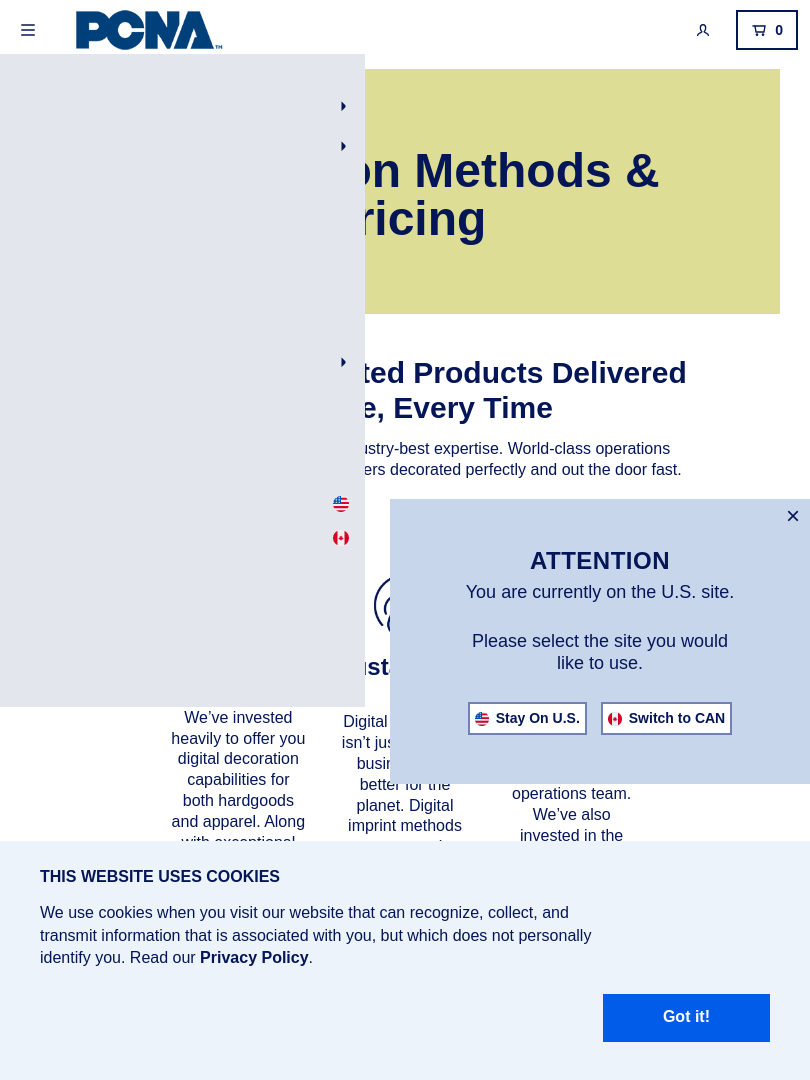 PCNA™
0
on Methods &
ricing
ted Products Delivered
e, Every Time
ustry-best expertise. World-class operations
ers decorated perfectly and out the door fast.
×
ATTENTION
You are currently on the U.S. site.
Please select the site you would
like to use.
Stay On U.S.
Switch to CAN
We’ve invested
heavily to offer you
digital decoration
capabilities for
both hardgoods
and apparel. Along
with exceptional
Digital
isn’t jus
busin
better for the
planet. Digital
imprint methods
operations team.
We’ve also
invested in the
THIS WEBSITE USES COOKIES
We use cookies when you visit our website that can recognize, collect, and
transmit information that is associated with you, but which does not personally
identify you. Read our Privacy Policy.
Got it!